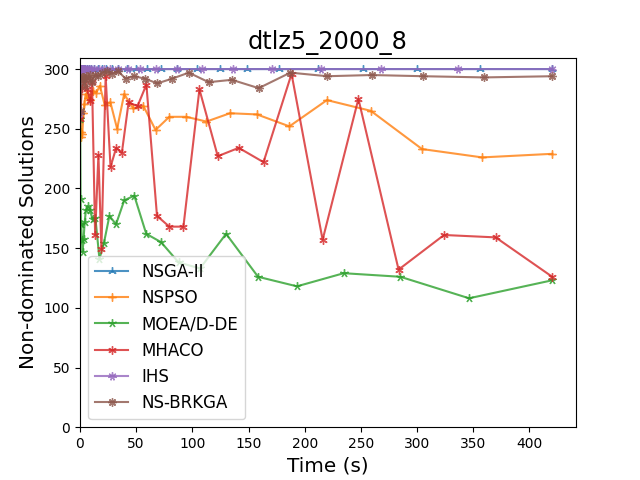 dtlz5_2000_8
Non-dominated Solutions
300
250
200
150
100
50
0
NSGA-II
NSPSO
MOEA/D-DE
MHACO
IHS
NS-BRKGA
0 50 100 150 200 250 300 350 400
Time (s)